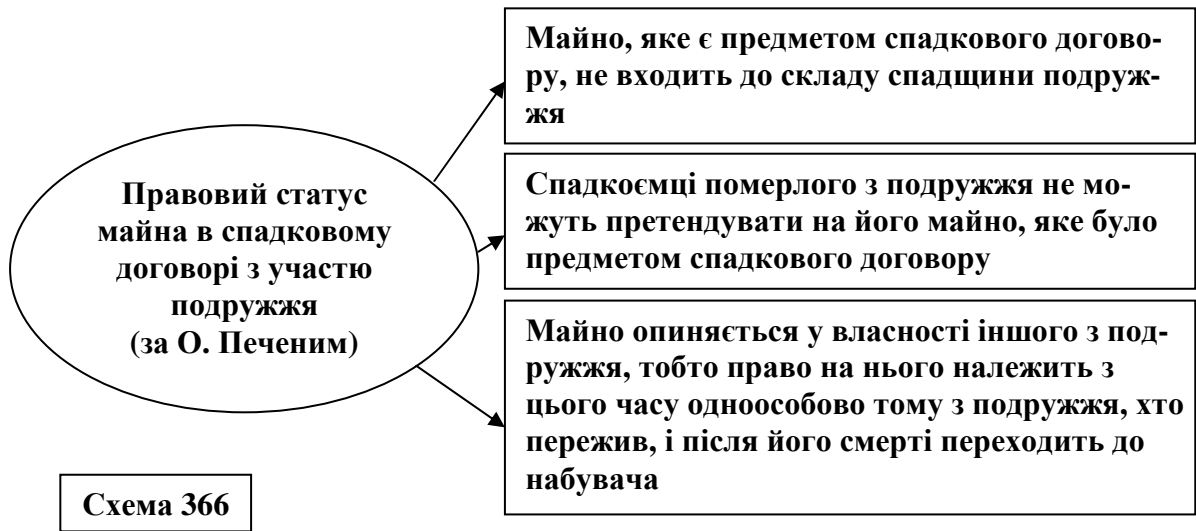 Правовий статус
майна в спадковому
договорі з участю
подружжя
(за О. Печеним)
Майно, яке є предметом спадкового догово-
ру, не входить до складу спадщини подруж-
жя
Спадкоємці померлого з подружжя не мо-
жуть претендувати на його майно, яке було
предметом спадкового договору
Майно опиняється у власності іншого з по-
дружжя, тобто право на нього належить з
цього часу одноособово тому з подружжя, хто
пережив, і після його смерті переходить до
набувача
Схема 366